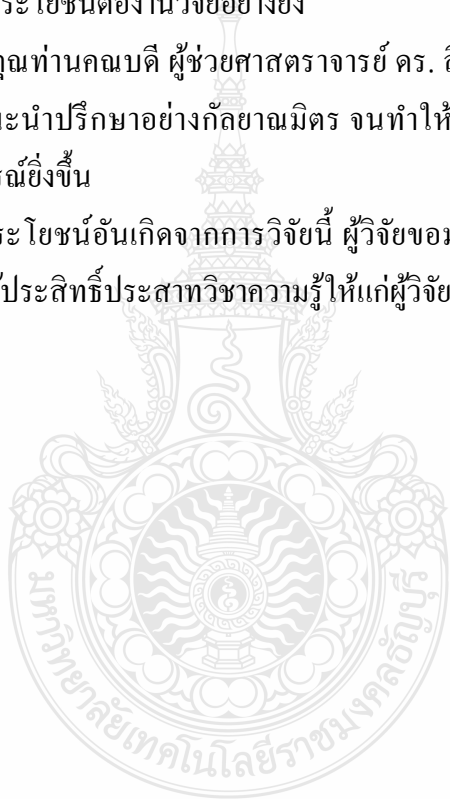 ระโยชน์ต่องานวิจัยอย่างยิ่ง
คุณท่านคณบดี ผู้ช่วยศาสตราจารย์ ดร.
นะนำปรึกษาอย่างกัลยาณมิตร จนทำให้
รณ์ยิ่งขึ้น
ระโยชน์อันเกิดจากการวิจัยนี้ ผู้วิจัยขอม
ประสิทธิ์ประสาทวิชาความรู้ให้แก่ผู้วิจัย
มหาวิทยาลัยเทคโนโลยีราชมงคลธัญบุรี